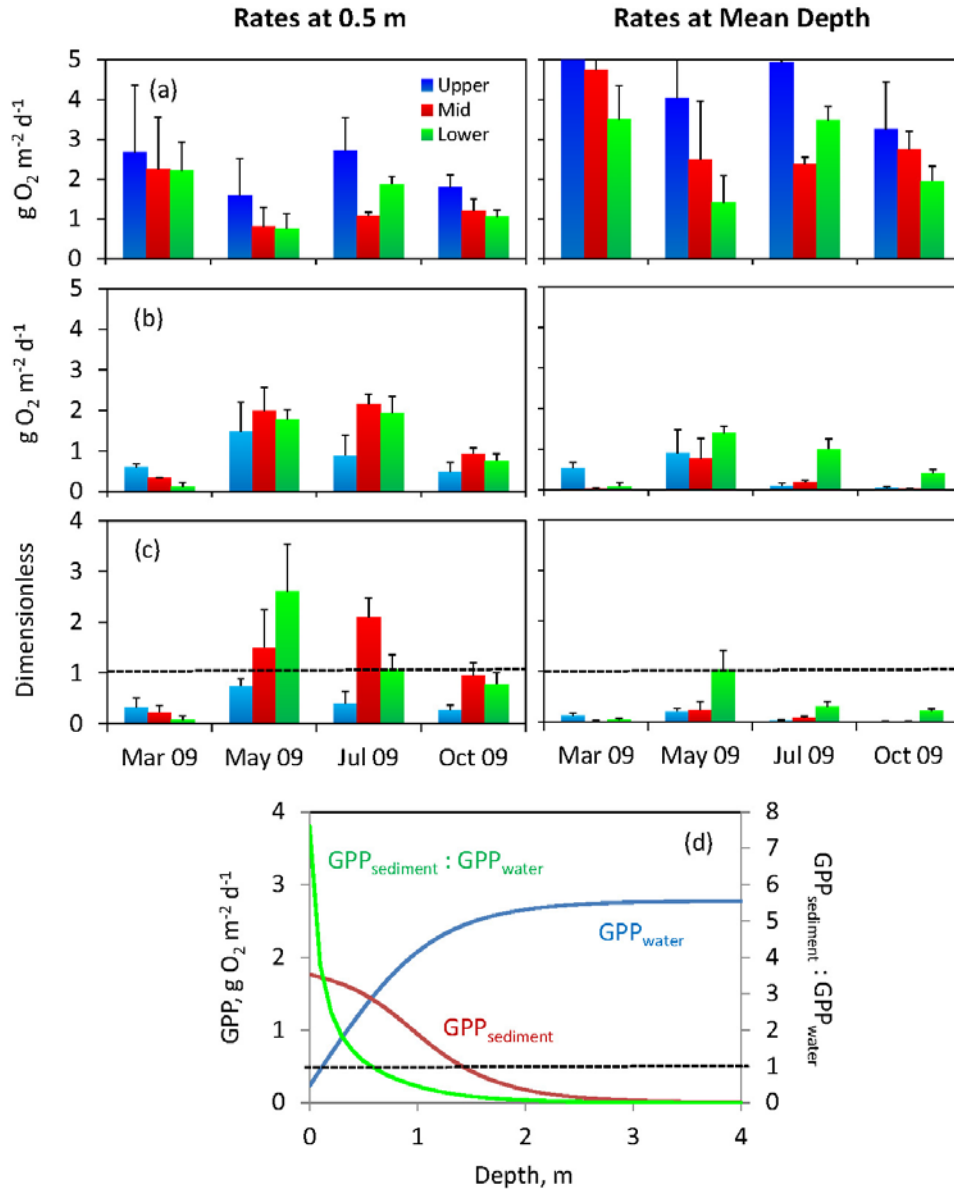 Rates at 0.5 m
Rates at Mean Depth
(a)
Upper
Mid
Lower
g O₂ m⁻² d⁻¹
5
4
3
2
1
0
(b)
g O₂ m⁻² d⁻¹
5
4
3
2
1
0
(c)
Dimensionless
4
3
2
1
0
Mar 09 May 09 Jul 09 Oct 09
Mar 09 May 09 Jul 09 Oct 09
(d)
GPP, g O₂ m⁻² d⁻¹
4
3
2
1
0
GPPsediment : GPPwater
GPPwater
GPPsediment
8
7
6
5
4
3
2
1
0
GPPsediment : GPPwater
0 1 2 3 4
Depth, m